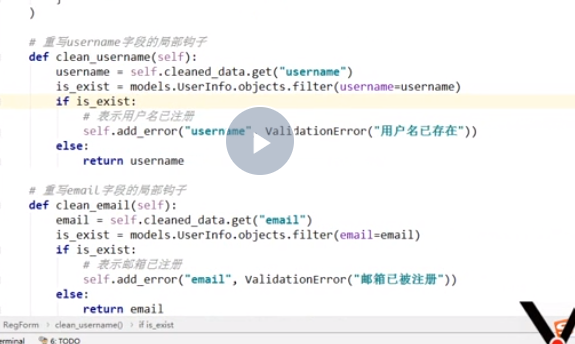 )
# 重写username字段的局部钩子
def clean_username(self):
username = self.cleaned_data.get("username")
is_exist = models.UserInfo.objects.filter(username=username)
if is_exist:
# 表示用户名已注册
self.add_error("username", ValidationError("用户名已存在"))
else:
return username
# 重写email字段的局部钩子
def clean_email(self):
email = self.cleaned_data.get("email")
is_exist = models.UserInfo.objects.filter(email=email)
if is_exist:
# 表示邮箱已注册
self.add_error("email", ValidationError("邮箱已被注册"))
else:
return email
RegForm › clean_username() › if is_exist
erminal 6: TODO